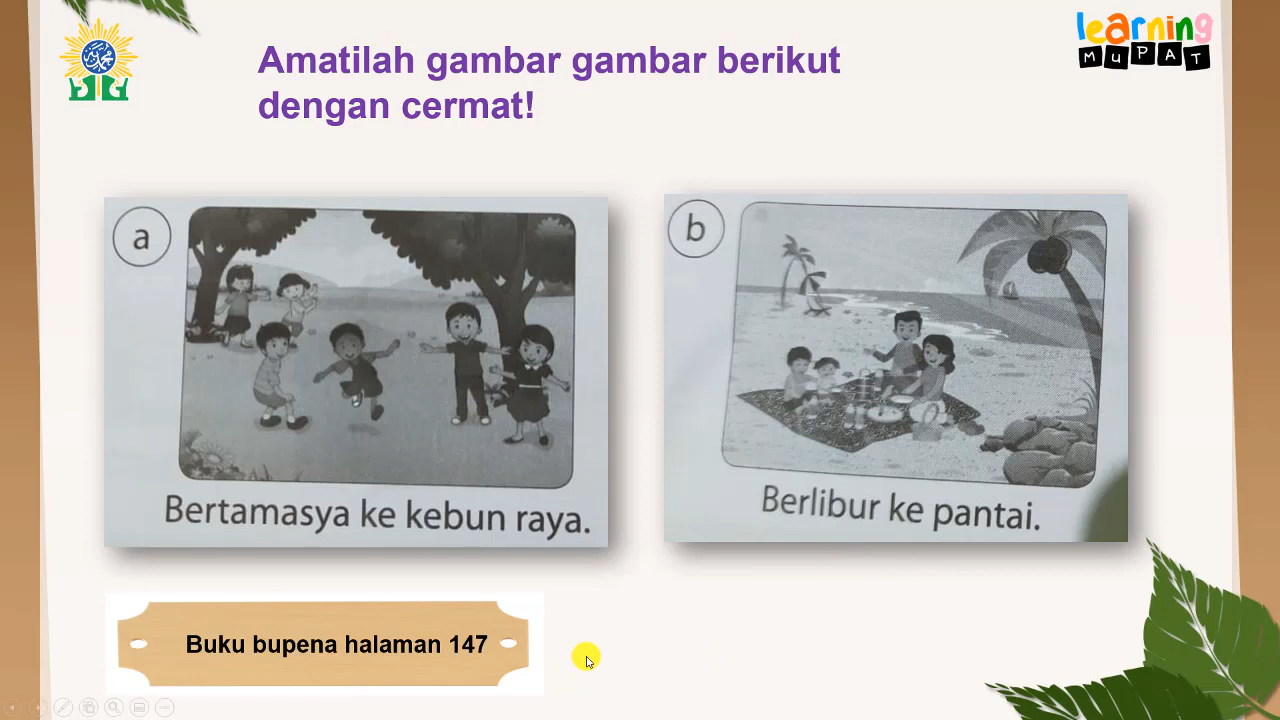 learning
MUPAT
Amatilah gambar gambar berikut
dengan cermat!
a
Bertamasya ke kebun raya.
b
Berlibur ke pantai.
Buku bupena halaman 147